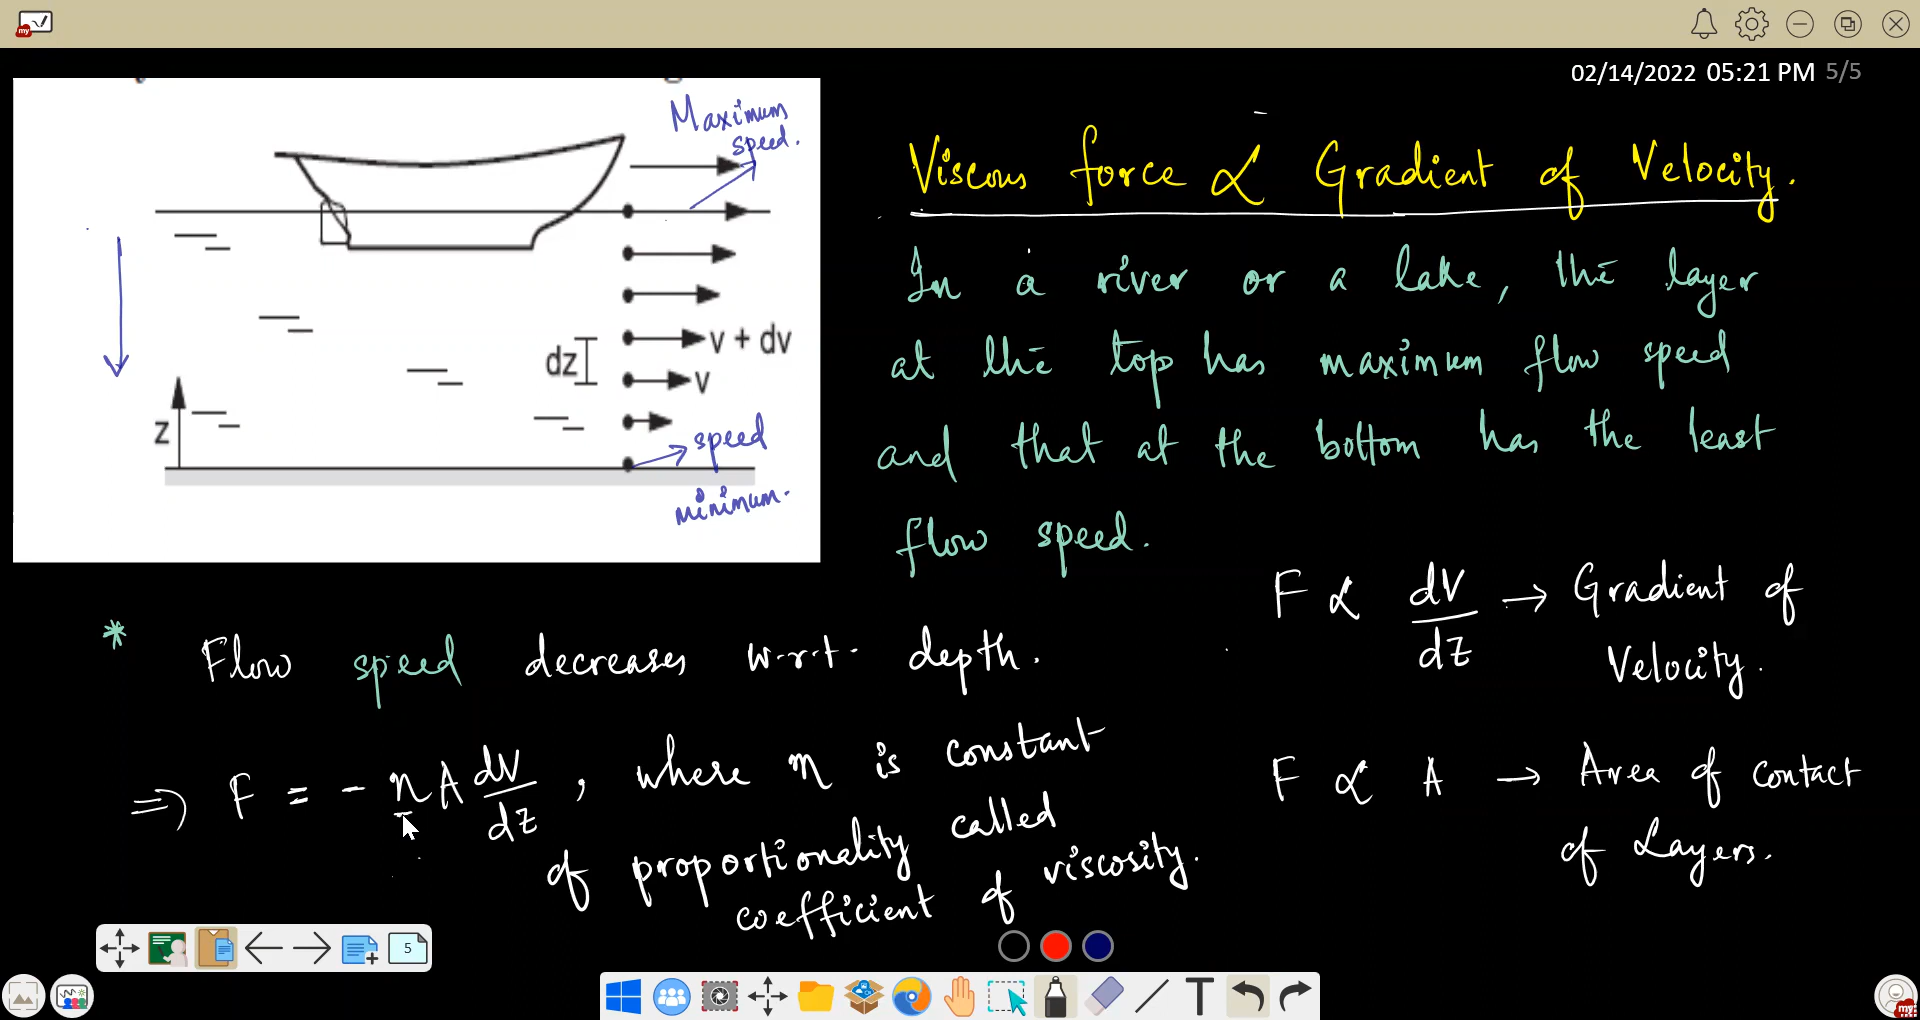 02/14/2022 05:21 PM 5/5
Maximum
speed.
v + dv
dz
v
z
speed
minimum.
Viscous force ∝ Gradient of Velocity.
In a river or a lake, the layer
at the top has maximum flow speed
and that at the bottom has the least
flow speed.
F ∝ dV/dz → Gradient of
Velocity.
* Flow speed decreases w.r.t. depth.
F ∝ A → Area of contact
of Layers.
⇒ F = - η A dV/dz , where η is constant
of proportionality called
coefficient of viscosity.
5
T